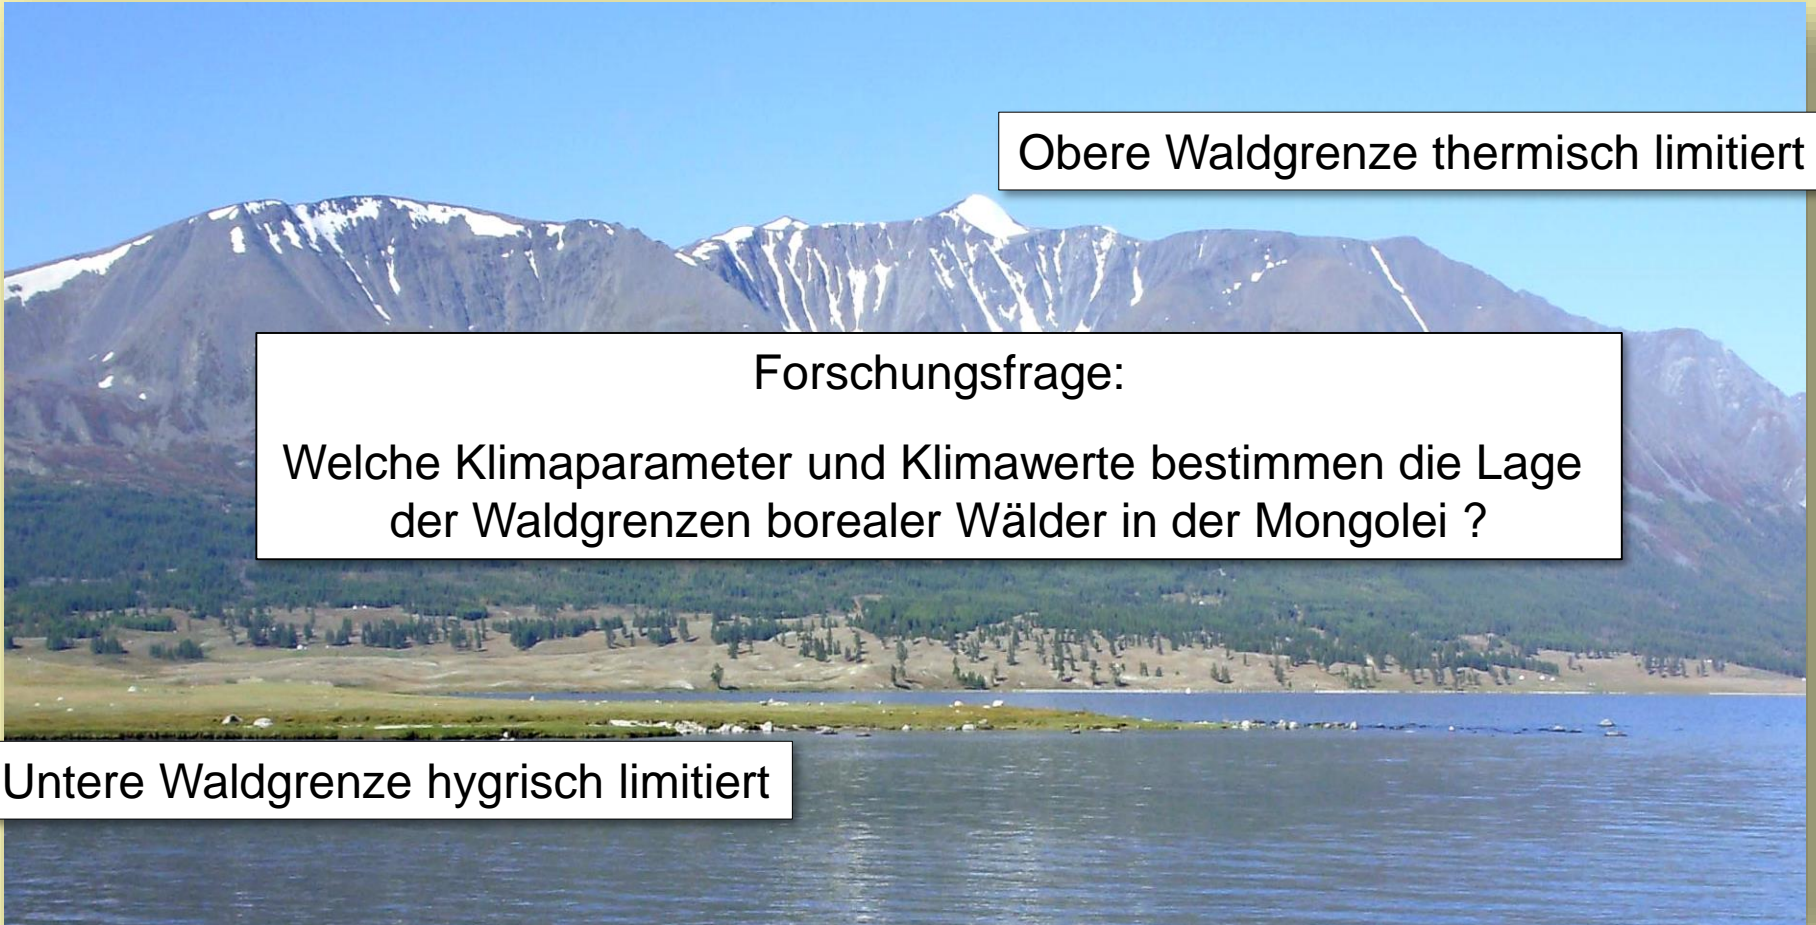 Obere Waldgrenze thermisch limitiert
Forschungsfrage:
Welche Klimaparameter und Klimawerte bestimmen die Lage
der Waldgrenzen borealer Wälder in der Mongolei ?
Untere Waldgrenze hygrisch limitiert